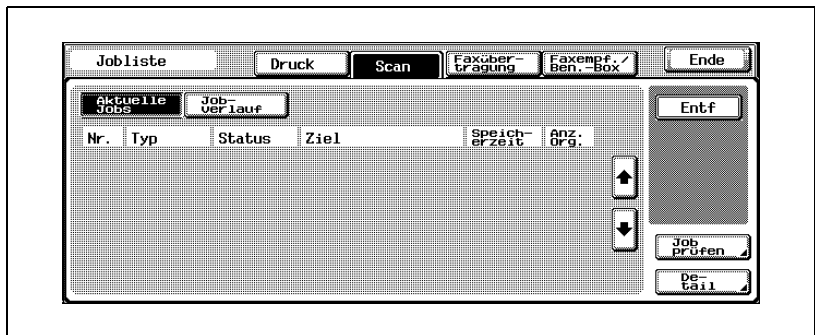 Jobliste Druck Scan Faxüber- Faxempf./ Ende
tragung Ben.-Box
Aktuelle Job- Entf
Jobs verlauf
Nr. Typ Status Ziel Speich- Anz.
erzeit Org.
Job
prüfen
De-
tail